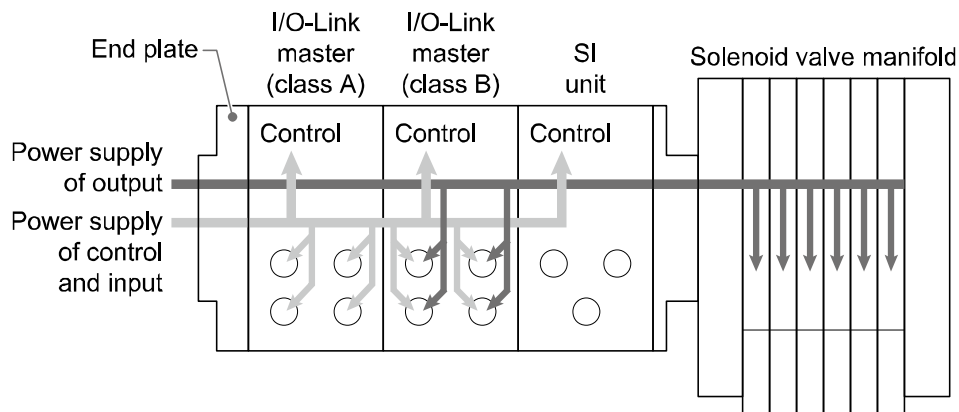 End plate
I/O-Link
master
(class A)
I/O-Link
master
(class B)
SI
unit
Solenoid valve manifold
Control
Control
Control
Power supply
of output
Power supply
of control
and input